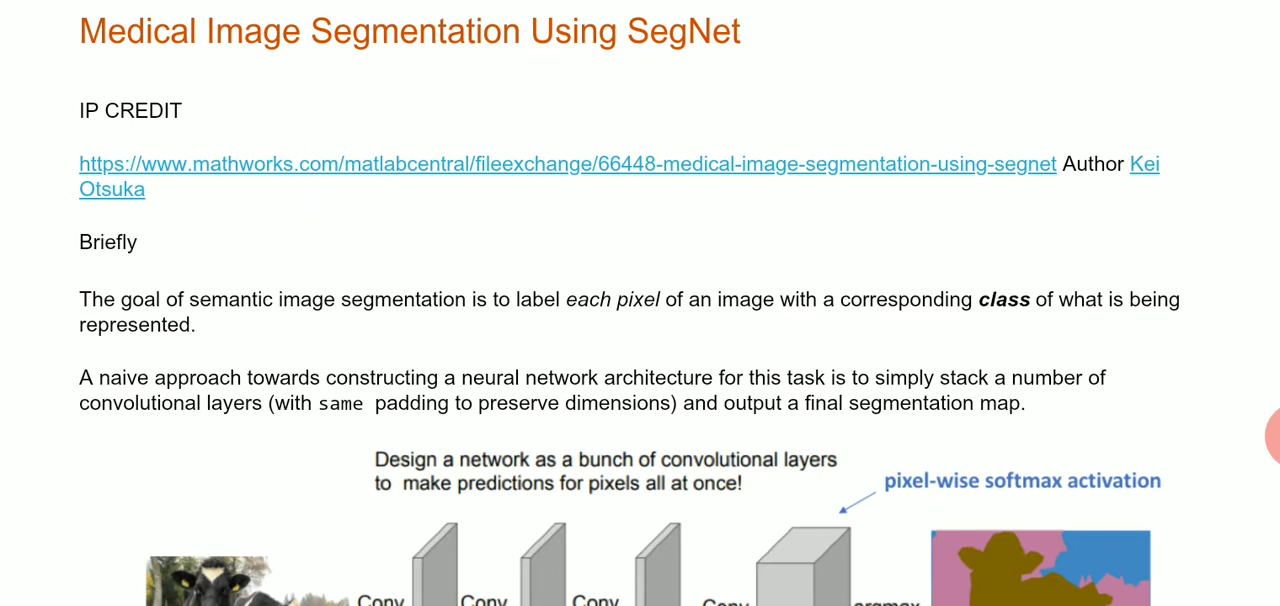 Medical Image Segmentation Using SegNet
IP CREDIT
https://www.mathworks.com/matlabcentral/fileexchange/66448-medical-image-segmentation-using-segnet Author Kei
Otsuka
Briefly
The goal of semantic image segmentation is to label each pixel of an image with a corresponding class of what is being
represented.
A naive approach towards constructing a neural network architecture for this task is to simply stack a number of
convolutional layers (with same padding to preserve dimensions) and output a final segmentation map.
Design a network as a bunch of convolutional layers
to make predictions for pixels all at once!
pixel-wise softmax activation
Conv Conv Conv Conv argmax